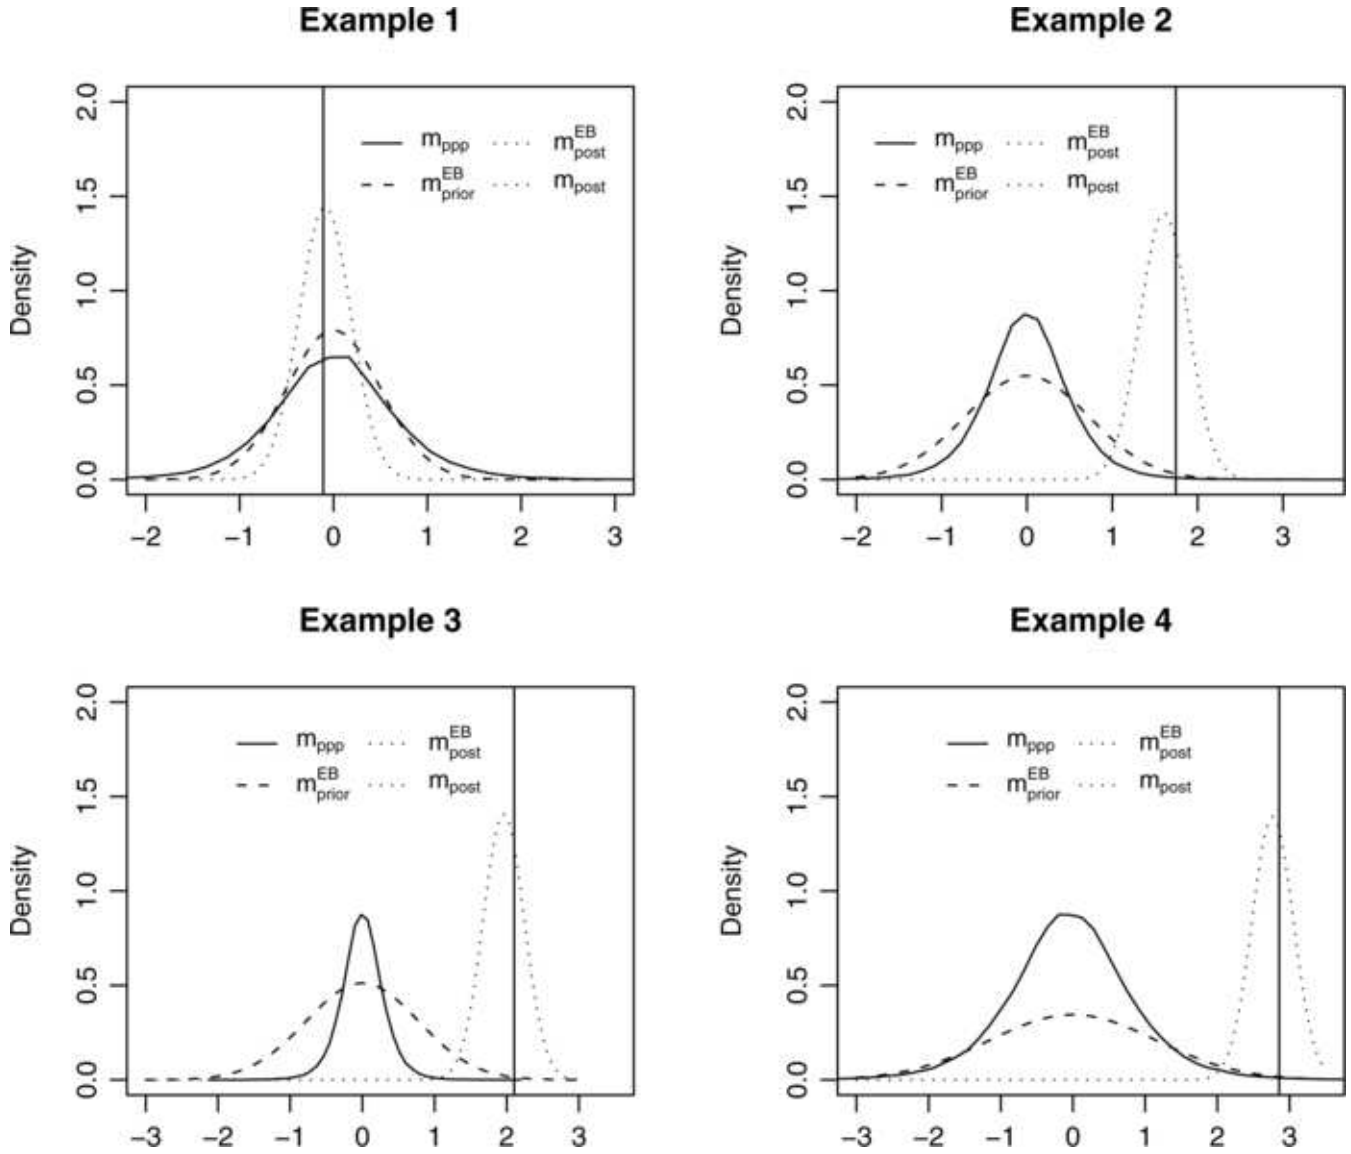 Example 1
Density
2.0
1.5
1.0
0.5
0.0
m_ppp m^EB_post
m^EB_prior m_post
−2 −1 0 1 2 3
Example 2
Density
2.0
1.5
1.0
0.5
0.0
m_ppp m^EB_post
m^EB_prior m_post
−2 −1 0 1 2 3
Example 3
Density
2.0
1.5
1.0
0.5
0.0
m_ppp m^EB_post
m^EB_prior m_post
−3 −2 −1 0 1 2 3
Example 4
Density
2.0
1.5
1.0
0.5
0.0
m_ppp m^EB_post
m^EB_prior m_post
−3 −2 −1 0 1 2 3